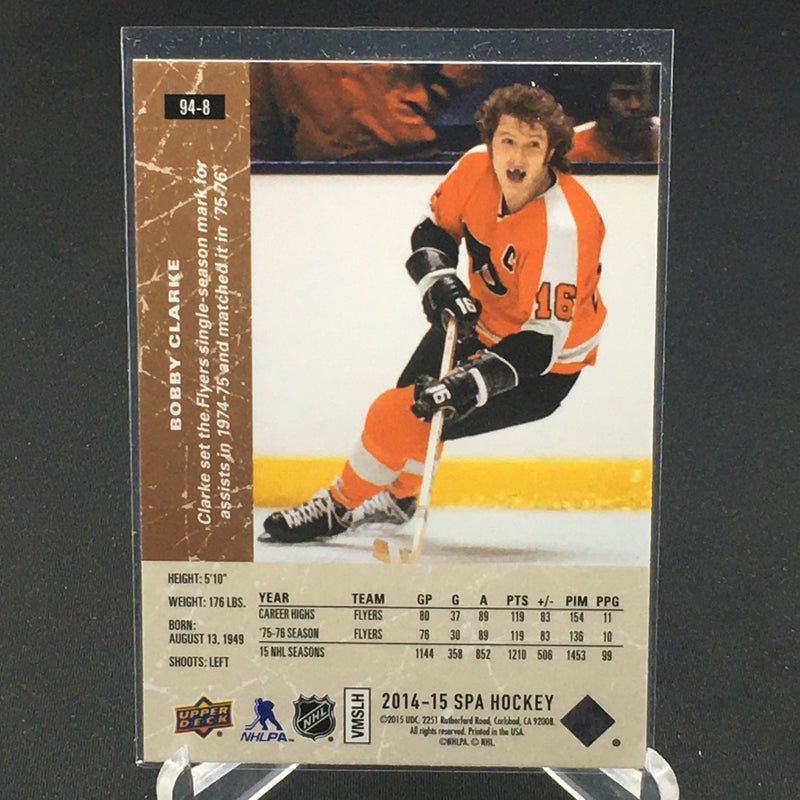 94-8
BOBBY CLARKE
Clarke set the Flyers single-season mark for
assists in 1974-75 and matched it in '75-76.
C
16
16
16
HEIGHT: 5'10"
WEIGHT: 176 LBS.
BORN:
AUGUST 13, 1949
SHOOTS: LEFT
YEAR TEAM GP G A PTS +/- PIM PPG
CAREER HIGHS FLYERS 80 37 89 119 83 154 11
'75-76 SEASON FLYERS 76 30 89 119 83 136 10
15 NHL SEASONS 1144 358 852 1210 506 1453 99
UPPER DECK
NHLPA
NHL
VMSLH
2014-15 SPA HOCKEY
©2015 UDC. 2251 Rutherford Road, Carlsbad, CA 92008.
All rights reserved. Printed in the USA.
©NHLPA. © NHL.